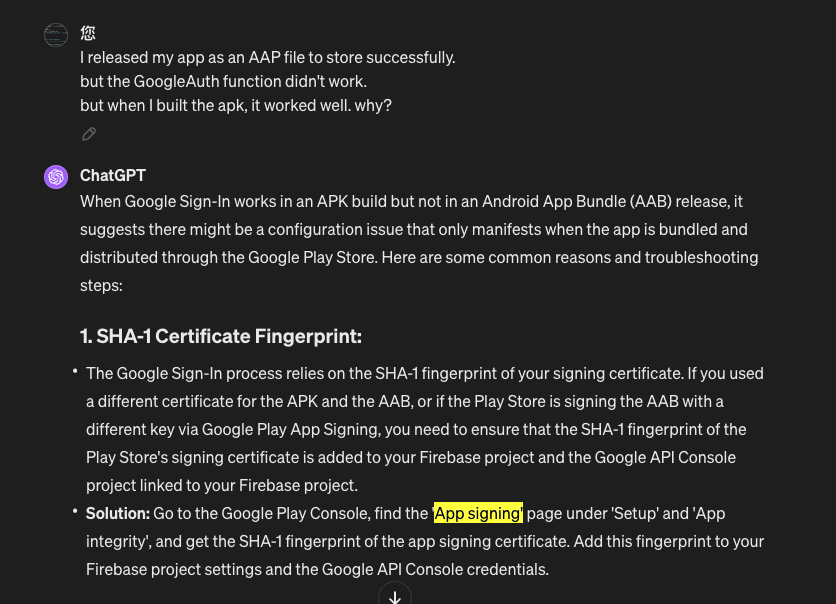 您
I released my app as an AAP file to store successfully.
but the GoogleAuth function didn't work.
but when I built the apk, it worked well. why?
ChatGPT
When Google Sign-In works in an APK build but not in an Android App Bundle (AAB) release, it
suggests there might be a configuration issue that only manifests when the app is bundled and
distributed through the Google Play Store. Here are some common reasons and troubleshooting
steps:
1. SHA-1 Certificate Fingerprint:
• The Google Sign-In process relies on the SHA-1 fingerprint of your signing certificate. If you used
a different certificate for the APK and the AAB, or if the Play Store is signing the AAB with a
different key via Google Play App Signing, you need to ensure that the SHA-1 fingerprint of the
Play Store's signing certificate is added to your Firebase project and the Google API Console
project linked to your Firebase project.
• Solution: Go to the Google Play Console, find the 'App signing' page under 'Setup' and 'App
integrity', and get the SHA-1 fingerprint of the app signing certificate. Add this fingerprint to your
Firebase project settings and the Google API Console credentials.